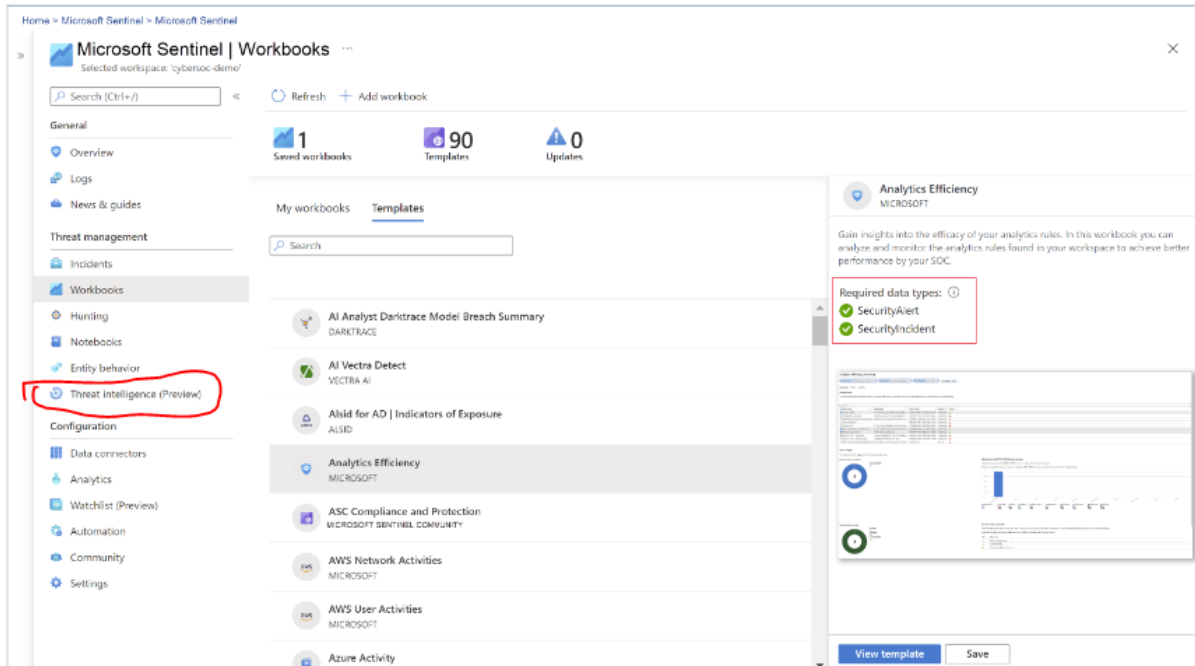 Home > Microsoft Sentinel > Microsoft Sentinel
Microsoft Sentinel | Workbooks ...
Selected workspace: 'cybersoc-demo'
Search (Ctrl+/)
General
Overview
Logs
News & guides
Threat management
Incidents
Workbooks
Hunting
Notebooks
Entity behavior
Threat intelligence (Preview)
Configuration
Data connectors
Analytics
Watchlist (Preview)
Automation
Community
Settings
Refresh
Add workbook
1
Saved workbooks
90
Templates
0
Updates
My workbooks
Templates
Search
AI Analyst Darktrace Model Breach Summary
DARKTRACE
AI Vectra Detect
VECTRA AI
Alsid for AD | Indicators of Exposure
ALSID
Analytics Efficiency
MICROSOFT
ASC Compliance and Protection
MICROSOFT SENTINEL COMMUNITY
AWS Network Activities
MICROSOFT
AWS User Activities
MICROSOFT
Azure Activity
Analytics Efficiency
MICROSOFT
Gain insights into the efficacy of your analytics rules. In this workbook you can
analyze and monitor the analytics rules found in your workspace to achieve better
performance by your SOC.
Required data types:
SecurityAlert
SecurityIncident
View template
Save